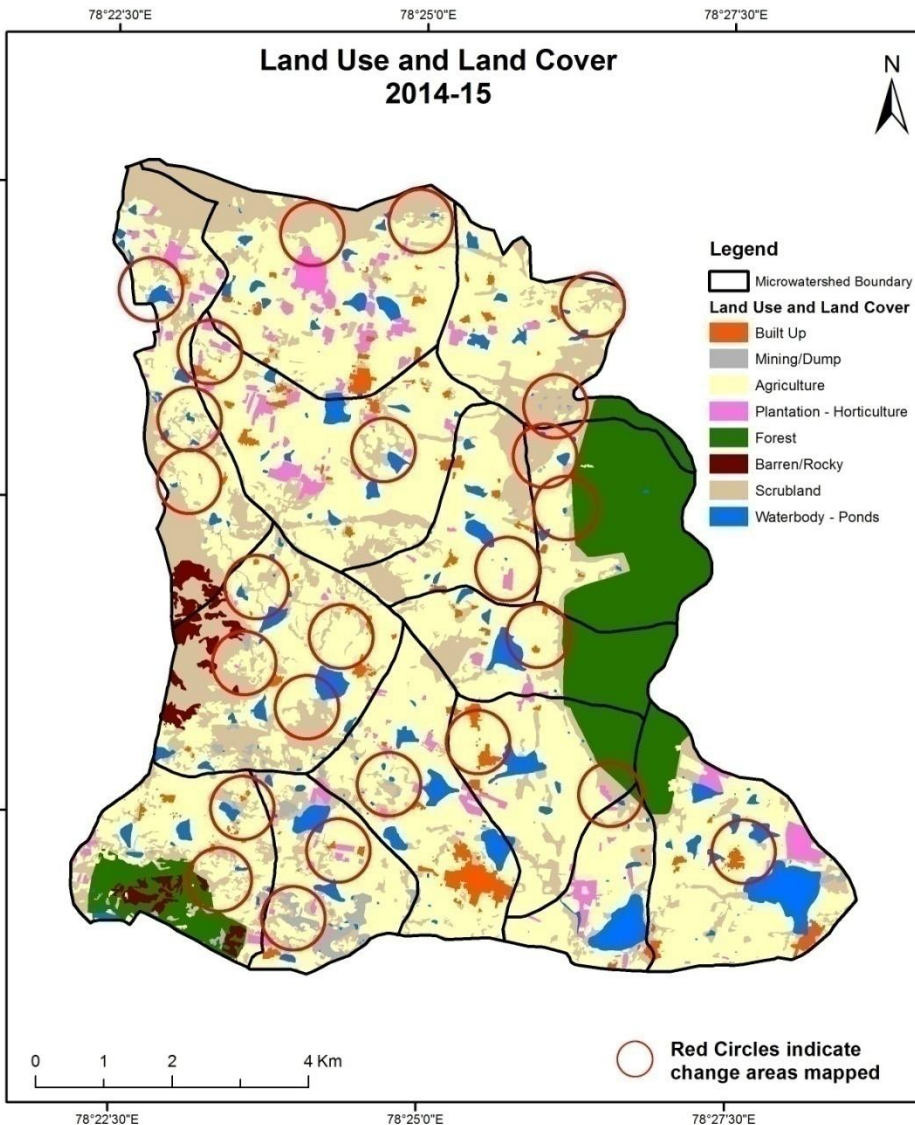 78°22'30"E
78°25'0"E
78°27'30"E
Land Use and Land Cover
2014-15
N
Legend
Microwatershed Boundary
Land Use and Land Cover
Built Up
Mining/Dump
Agriculture
Plantation - Horticulture
Forest
Barren/Rocky
Scrubland
Waterbody - Ponds
0 1 2 4 Km
Red Circles indicate
change areas mapped
78°22'30"E
78°25'0"E
78°27'30"E